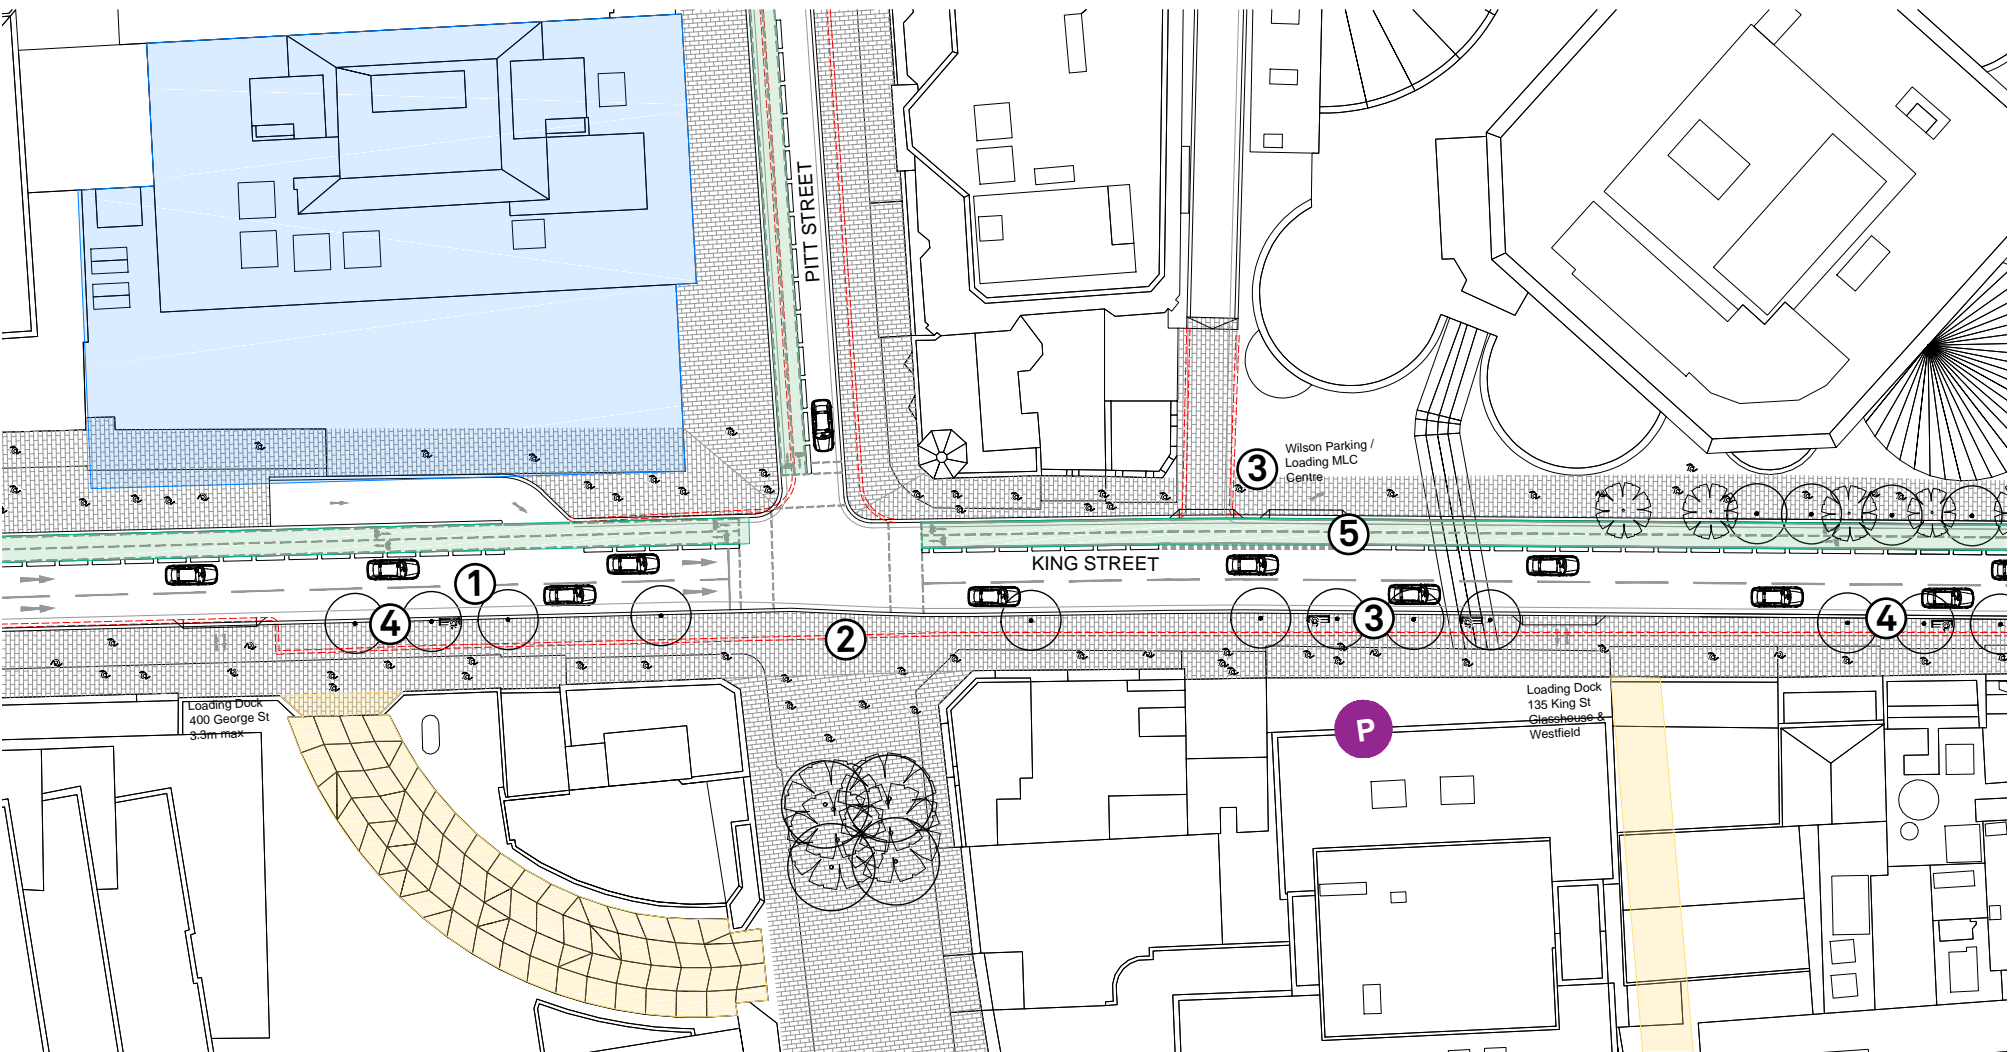 PITT STREET
3
Wilson Parking /
Loading MLC
Centre
5
KING STREET
1
4
2
3
4
Loading Dock
400 George St
3.3m max
P
Loading Dock
135 King St
Glasshouse &
Westfield